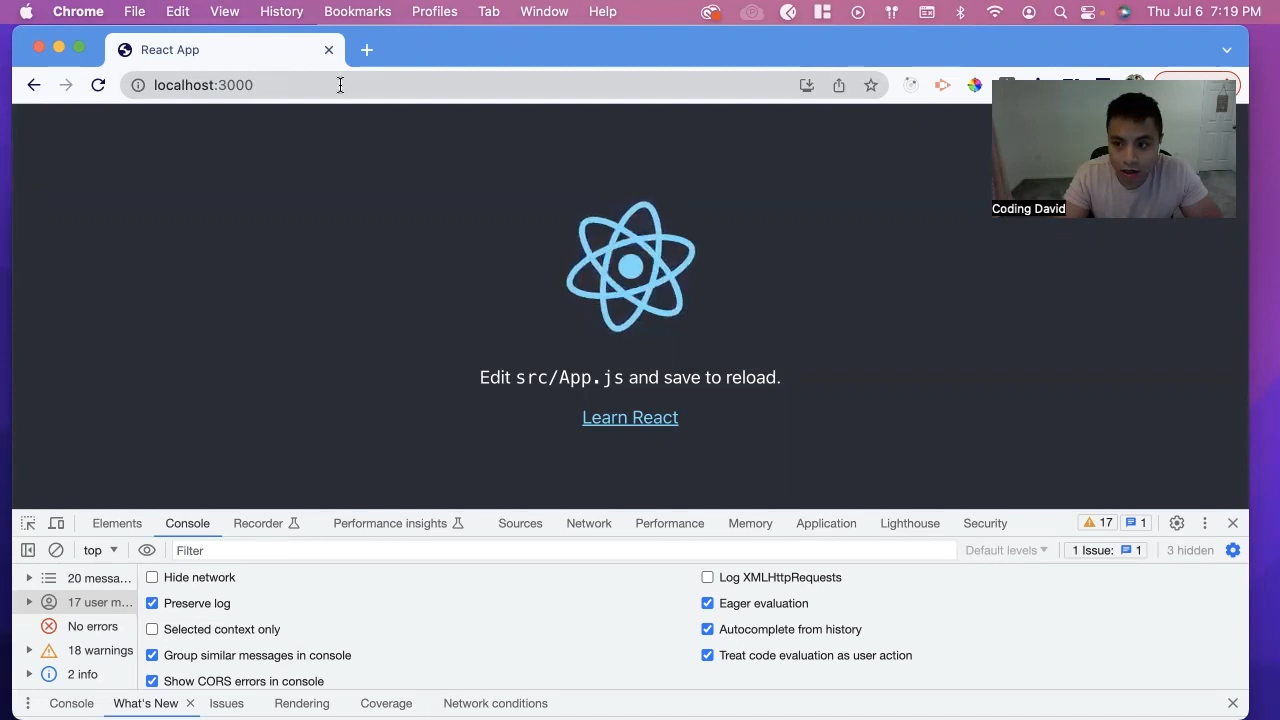 Chrome File Edit View History Bookmarks Profiles Tab Window Help Thu Jul 6 7:19 PM
React App
localhost:3000
Coding David
Edit src/App.js and save to reload.
Learn React
Elements Console Recorder Performance insights Sources Network Performance Memory Application Lighthouse Security 17 1
top Filter Default levels 1 Issue: 1 3 hidden
20 messa... Hide network Log XMLHttpRequests
17 user m... Preserve log Eager evaluation
No errors Selected context only Autocomplete from history
18 warnings Group similar messages in console Treat code evaluation as user action
2 info Show CORS errors in console
Console What's New Issues Rendering Coverage Network conditions